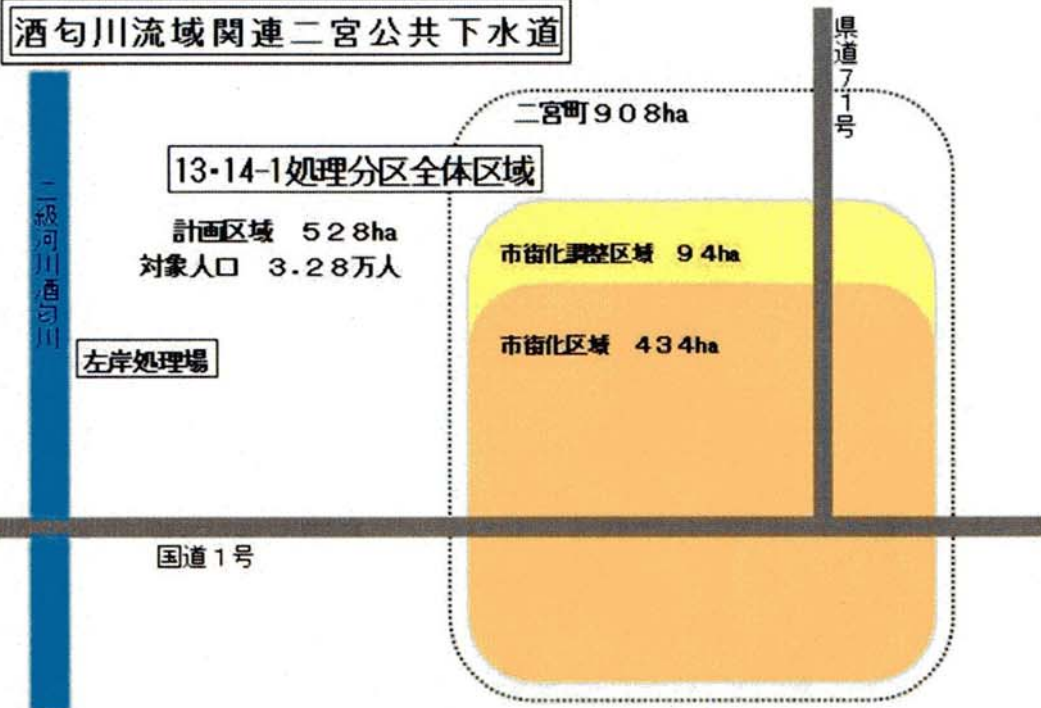 酒匂川流域関連二宮公共下水道
県道71号
二宮町908ha
13・14-1処理分区全体区域
計画区域 528ha
対象人口 3.28万人
二級河川酒匂川
市街化調整区域 94ha
市街化区域 434ha
左岸処理場
国道1号